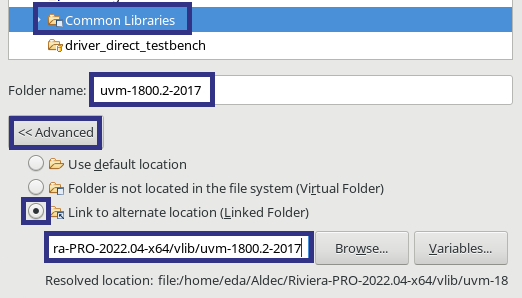 Common Libraries
driver_direct_testbench
Folder name: uvm-1800.2-2017
<< Advanced
Use default location
Folder is not located in the file system (Virtual Folder)
Link to alternate location (Linked Folder)
ra-PRO-2022.04-x64/vlib/uvm-1800.2-2017 Browse... Variables...
Resolved location: file:/home/eda/Aldec/Riviera-PRO-2022.04-x64/vlib/uvm-18